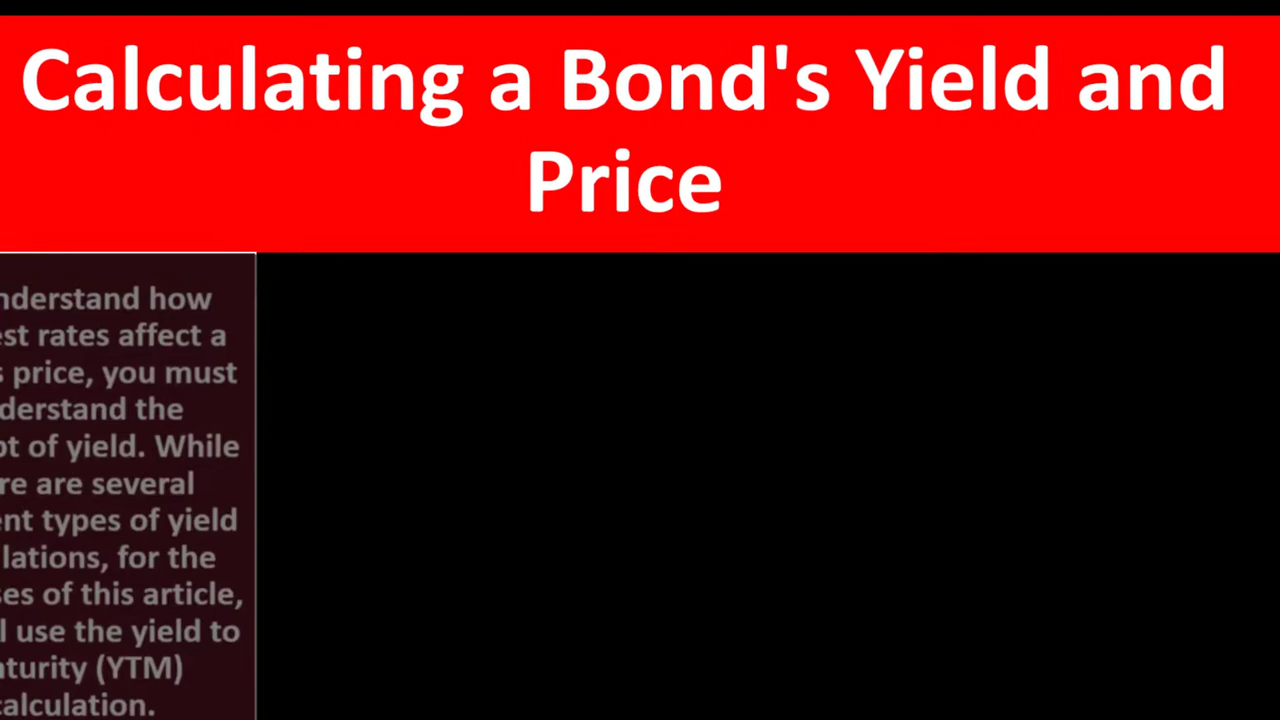 Calculating a Bond's Yield and
Price
nderstand how
est rates affect a
s price, you must
derstand the
pt of yield. While
re are several
ent types of yield
lations, for the
ses of this article,
l use the yield to
aturity (YTM)
calculation.